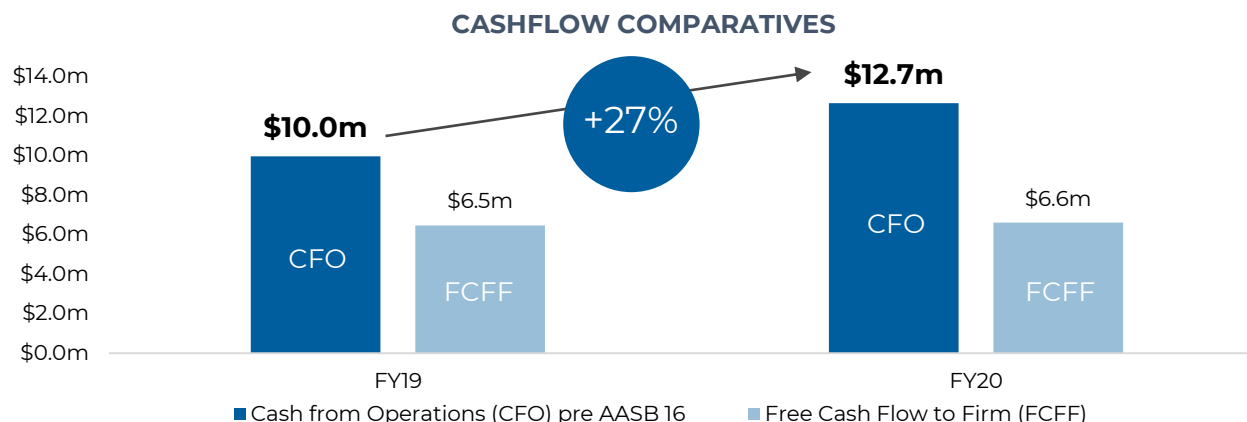 CASHFLOW COMPARATIVES
$14.0m
$12.0m
$10.0m
$8.0m
$6.0m
$4.0m
$2.0m
$0.0m
$10.0m
+27%
$12.7m
$6.5m
$6.6m
CFO
FCFF
CFO
FCFF
FY19
FY20
Cash from Operations (CFO) pre AASB 16
Free Cash Flow to Firm (FCFF)